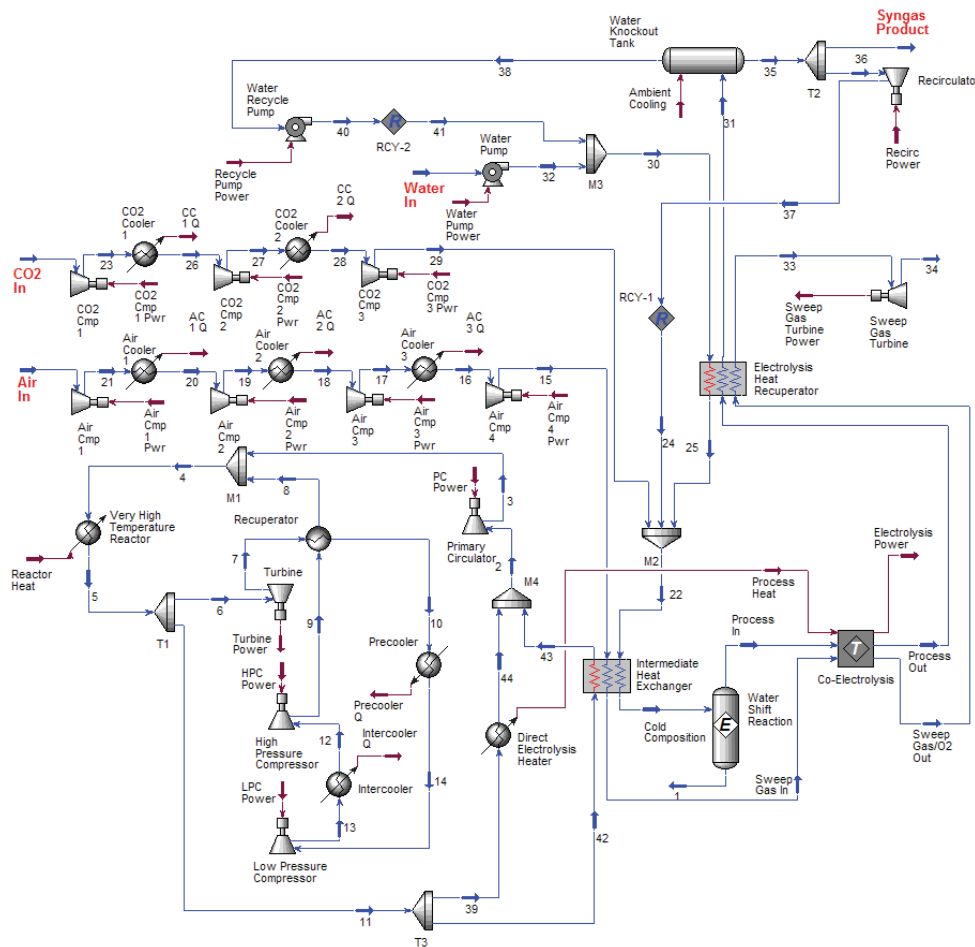 Syngas
Product
Water
Knockout
Tank
38
35
36
T2
Recirculator
Ambient
Cooling
31
Recirc
Power
Water
Recycle
Pump
40
R
41
RCY-2
Recycle
Pump
Power
Water
Pump
32
M3
30
Water
In
Water
Pump
Power
37
CO2
Cooler
1
CC
1 Q
CO2
Cooler
2
CC
2 Q
23
26
27
28
29
CO2
In
CO2
Cmp
1
CO2
Cmp
1 Pwr
CO2
Cmp
2
CO2
Cmp
2 Pwr
CO2
Cmp
3
CO2
Cmp
3 Pwr
33
34
RCY-1
R
Sweep
Gas
Turbine
Power
Sweep
Gas
Turbine
Air
Cooler
1
AC
1 Q
Air
Cooler
2
AC
2 Q
Air
Cooler
3
AC
3 Q
Air
In
21
20
19
18
17
16
15
Air
Cmp
1
Air
Cmp
1 Pwr
Air
Cmp
2
Air
Cmp
2 Pwr
Air
Cmp
3
Air
Cmp
3 Pwr
Air
Cmp
4
Air
Cmp
4 Pwr
Electrolysis
Heat
Recuperator
24
25
4
M1
8
3
PC
Power
Very High
Temperature
Reactor
Recuperator
Primary
Circulator
2
M2
Electrolysis
Power
Reactor
Heat
7
Turbine
5
6
9
10
T1
M4
22
Process
Heat
Process
In
Turbine
Power
HPC
Power
Precooler
43
Intermediate
Heat
Exchanger
T
Process
Out
Co-Electrolysis
44
Precooler
Q
Intercooler
Q
High
Pressure
Compressor
12
Direct
Electrolysis
Heater
Cold
Composition
E
Water
Shift
Reaction
Sweep
Gas/O2
Out
LPC
Power
Intercooler
14
13
1
Sweep
Gas In
42
Low Pressure
Compressor
11
39
T3